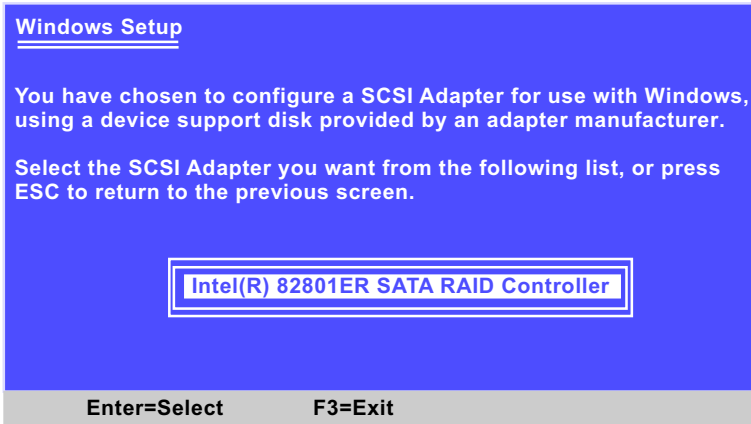 Windows Setup
You have chosen to configure a SCSI Adapter for use with Windows,
using a device support disk provided by an adapter manufacturer.
Select the SCSI Adapter you want from the following list, or press
ESC to return to the previous screen.
Intel(R) 82801ER SATA RAID Controller
Enter=Select F3=Exit